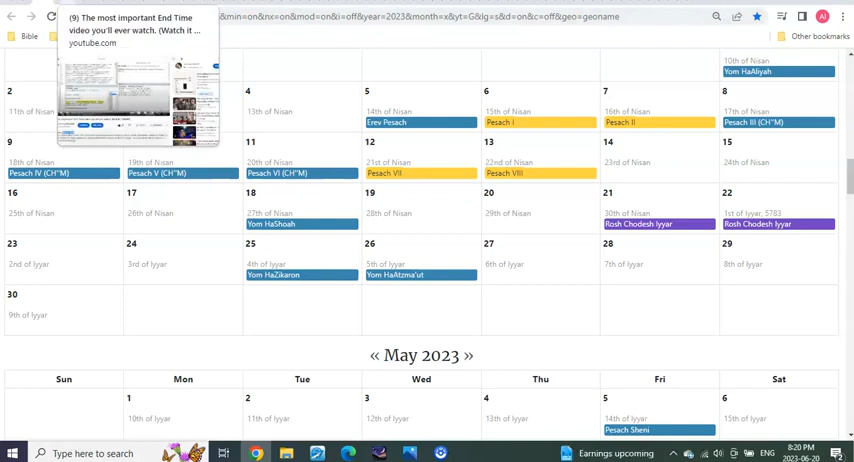 (9) The most important End Time
video you'll ever watch. (Watch it ...
youtube.com
min=on&nx=on&mod=on&i=off&year=2023&month=x&yt=G&lg=s&d=on&c=off&geo=geoname
AI
Bible
Other bookmarks
10th of Nisan
Yom HaAliyah
2 4 5 6 7 8
11th of Nisan 13th of Nisan 14th of Nisan 15th of Nisan 16th of Nisan 17th of Nisan
Erev Pesach Pesach I Pesach II Pesach III (CH"M)
9 11 12 13 14 15
18th of Nisan 19th of Nisan 20th of Nisan 21st of Nisan 22nd of Nisan 23rd of Nisan 24th of Nisan
Pesach IV (CH"M) Pesach V (CH"M) Pesach VI (CH"M) Pesach VII Pesach VIII
16 17 18 19 20 21 22
25th of Nisan 26th of Nisan 27th of Nisan 28th of Nisan 29th of Nisan 30th of Nisan 1st of Iyyar, 5783
Yom HaShoah Rosh Chodesh Iyyar Rosh Chodesh Iyyar
23 24 25 26 27 28 29
2nd of Iyyar 3rd of Iyyar 4th of Iyyar 5th of Iyyar 6th of Iyyar 7th of Iyyar 8th of Iyyar
Yom HaZikaron Yom HaAtzma'ut
30
9th of Iyyar
« May 2023 »
Sun Mon Tue Wed Thu Fri Sat
1 2 3 4 5 6
10th of Iyyar 11th of Iyyar 12th of Iyyar 13th of Iyyar 14th of Iyyar 15th of Iyyar
Pesach Sheni
Type here to search
Earnings upcoming
ENG
8:20 PM
2023-06-20
2